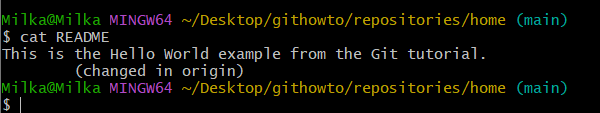 Milka@Milka MINGW64 ~/Desktop/githowto/repositories/home (main)
$ cat README
This is the Hello World example from the Git tutorial.
        (changed in origin)
Milka@Milka MINGW64 ~/Desktop/githowto/repositories/home (main)
$